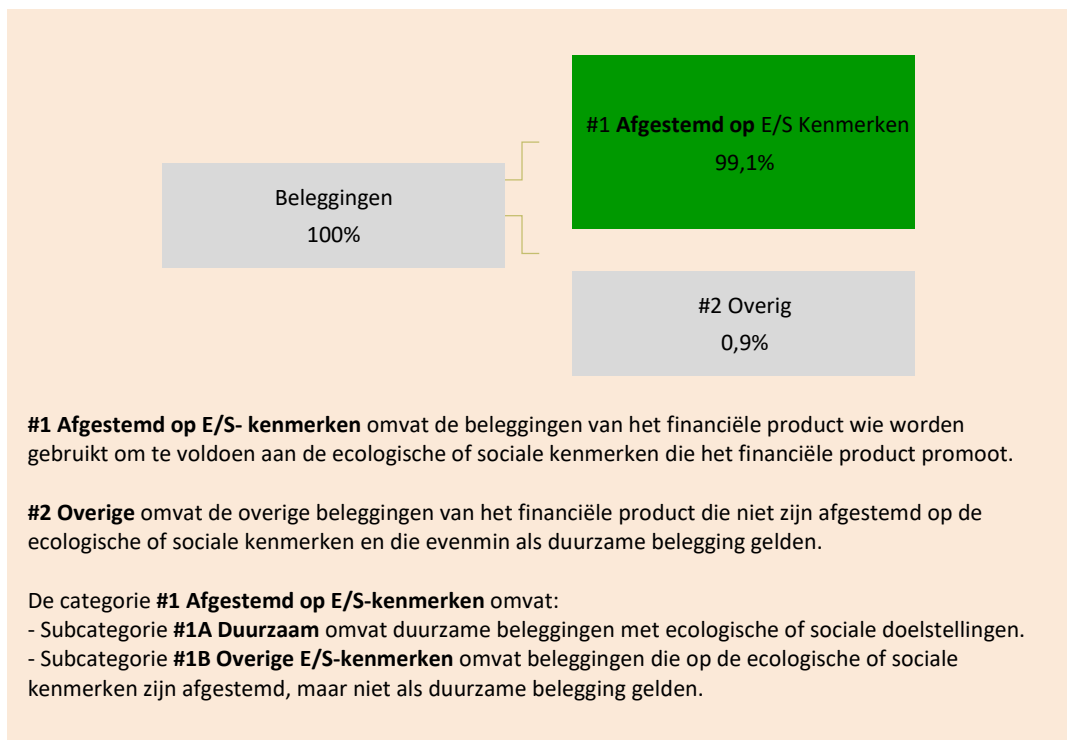 #1 Afgestemd op E/S Kenmerken
99,1%
Beleggingen
100%
#2 Overig
0,9%
#1 Afgestemd op E/S- kenmerken omvat de beleggingen van het financiële product wie worden
gebruikt om te voldoen aan de ecologische of sociale kenmerken die het financiële product promoot.
#2 Overige omvat de overige beleggingen van het financiële product die niet zijn afgestemd op de
ecologische of sociale kenmerken en die evenmin als duurzame belegging gelden.
De categorie #1 Afgestemd op E/S-kenmerken omvat:
- Subcategorie #1A Duurzaam omvat duurzame beleggingen met ecologische of sociale doelstellingen.
- Subcategorie #1B Overige E/S-kenmerken omvat beleggingen die op de ecologische of sociale
kenmerken zijn afgestemd, maar niet als duurzame belegging gelden.